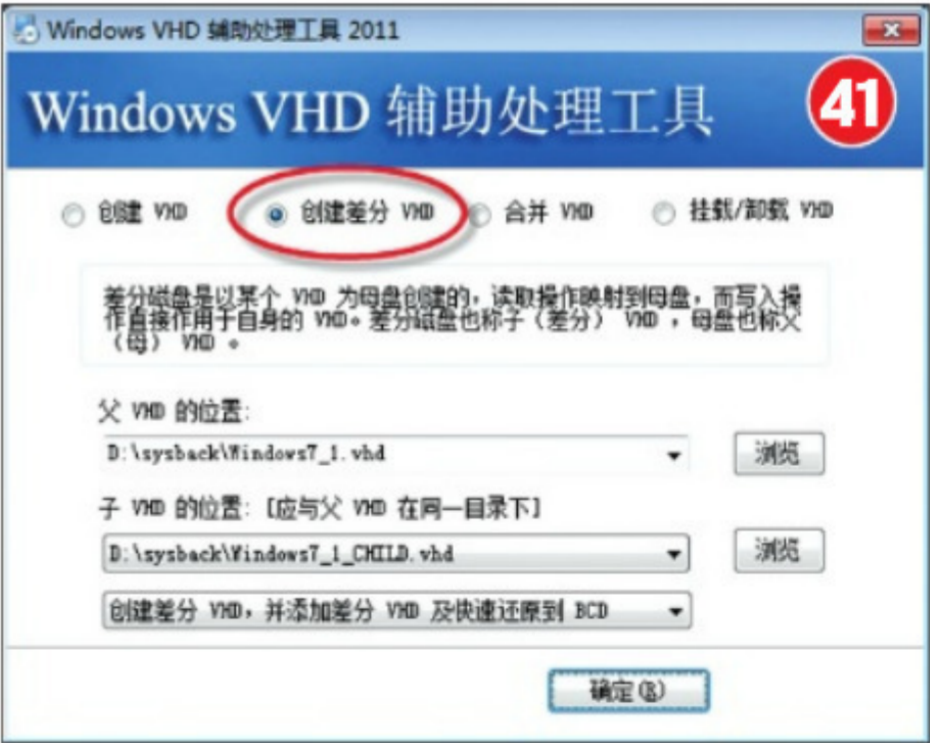 Windows VHD 辅助处理工具 2011
Windows VHD 辅助处理工具
41
创建 VHD 创建差分 VHD 合并 VHD 挂载/卸载 VHD
差分磁盘是以某个 VHD 为母盘创建的，读取操作映射到母盘，而写入操
作直接作用于自身的 VHD。差分磁盘也称子（差分） VHD ，母盘也称父
（母） VHD 。
父 VHD 的位置:
D:\sysback\Windows7_1.vhd
浏览
子 VHD 的位置: [应与父 VHD 在同一目录下]
D:\sysback\Windows7_1_CHILD.vhd
浏览
创建差分 VHD，并添加差分 VHD 及快速还原到 BCD
确定(R)